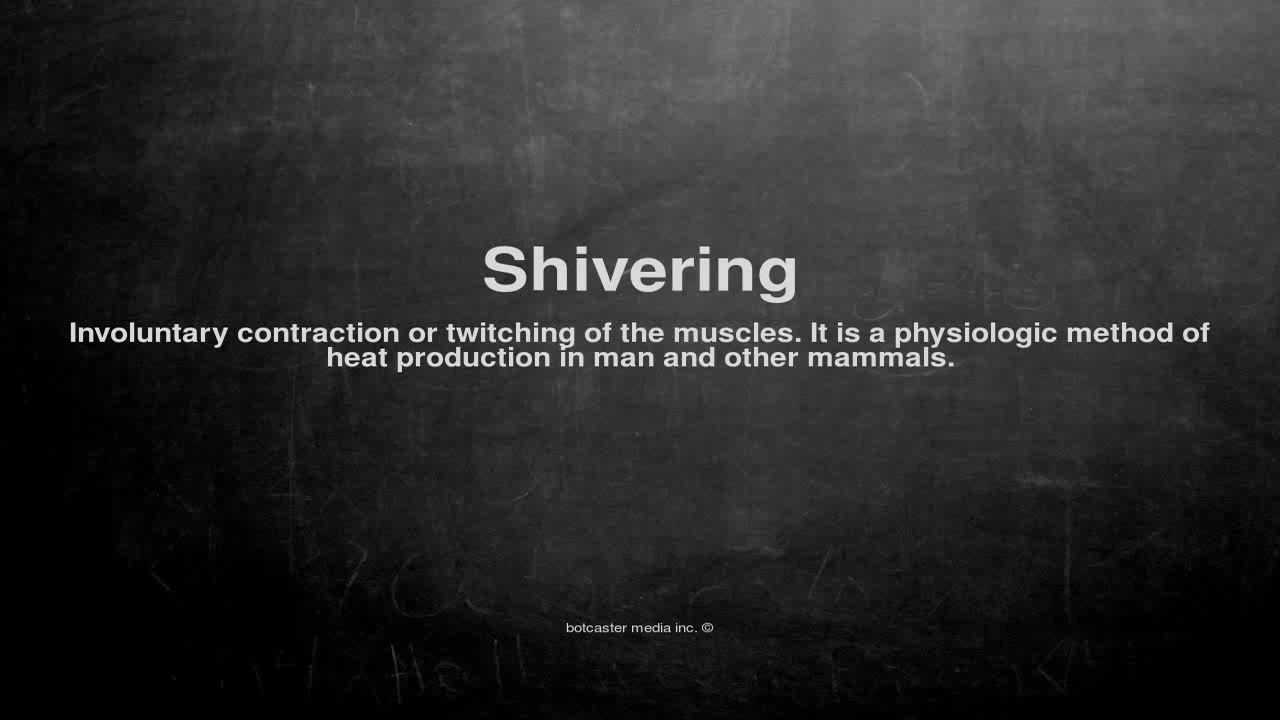 Shivering
Involuntary contraction or twitching of the muscles. It is a physiologic method of
heat production in man and other mammals.
botcaster media inc. ©